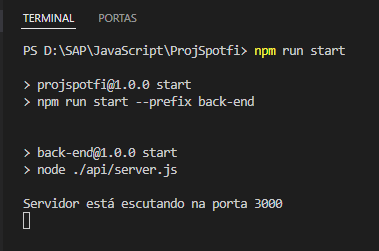 TERMINAL PORTAS
PS D:\SAP\JavaScript\ProjSpotfi> npm run start
> projspotfi@1.0.0 start
> npm run start --prefix back-end
> back-end@1.0.0 start
> node ./api/server.js
Servidor está escutando na porta 3000